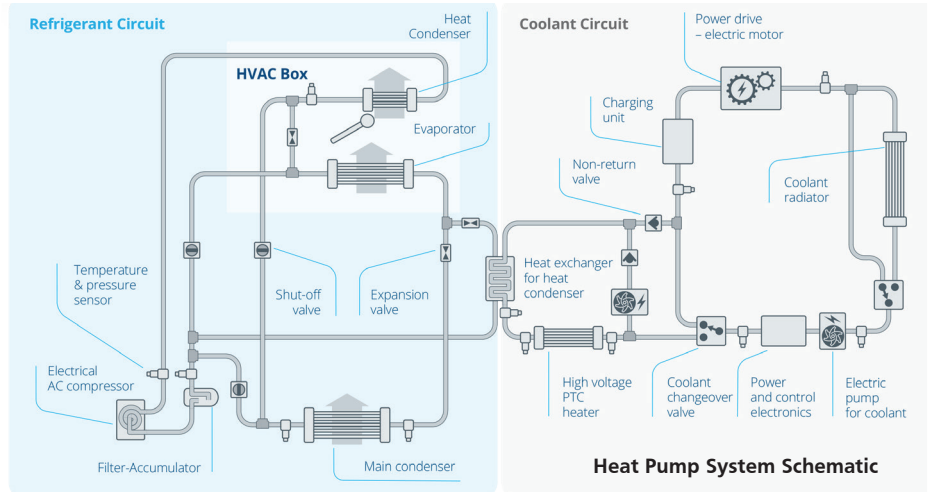 Refrigerant Circuit
Heat
Condenser
Coolant Circuit
Power drive
– electric motor
HVAC Box
Evaporator
Charging
unit
Non-return
valve
Coolant
radiator
Temperature
& pressure
sensor
Shut-off
valve
Expansion
valve
Heat exchanger
for heat
condenser
Electrical
AC compressor
High voltage
PTC
heater
Coolant
changeover
valve
Power
and control
electronics
Electric
pump
for coolant
Filter-Accumulator
Main condenser
Heat Pump System Schematic